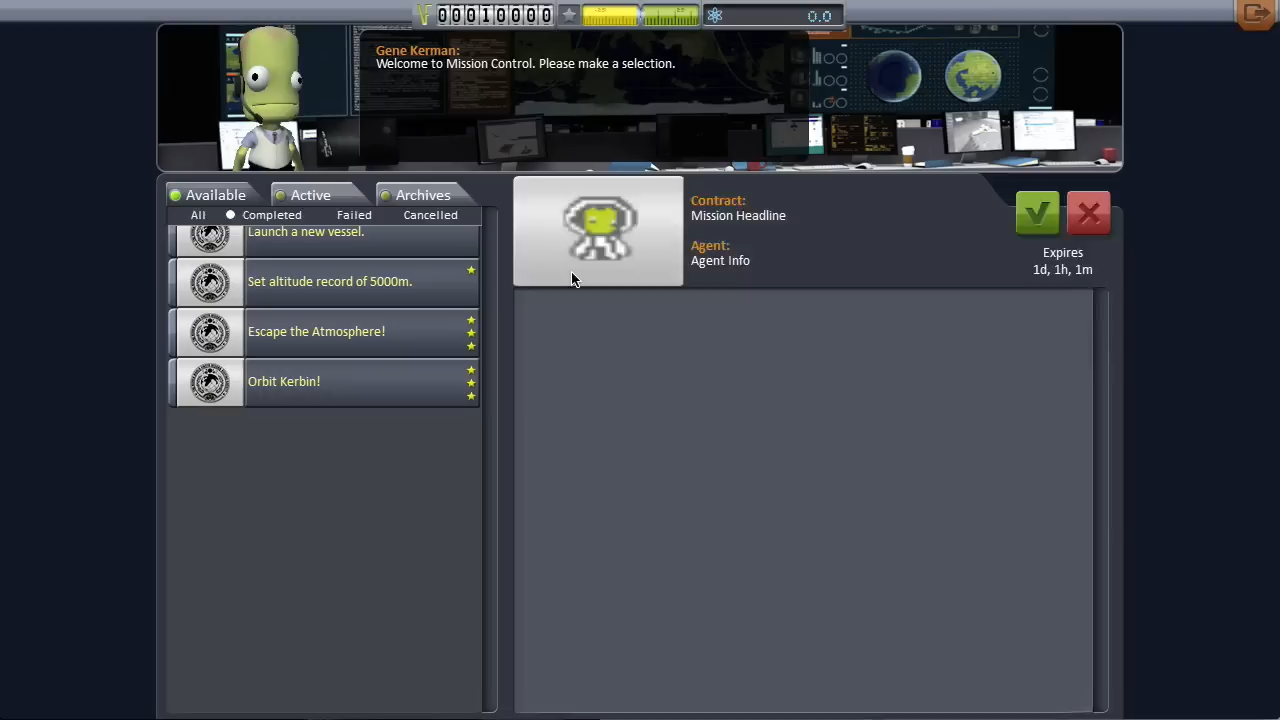 00010000
0.0
Gene Kerman:
Welcome to Mission Control. Please make a selection.
Available
Active
Archives
All
Completed
Failed
Cancelled
Launch a new vessel.
Set altitude record of 5000m.
Escape the Atmosphere!
Orbit Kerbin!
Contract:
Mission Headline
Agent:
Agent Info
Expires
1d, 1h, 1m